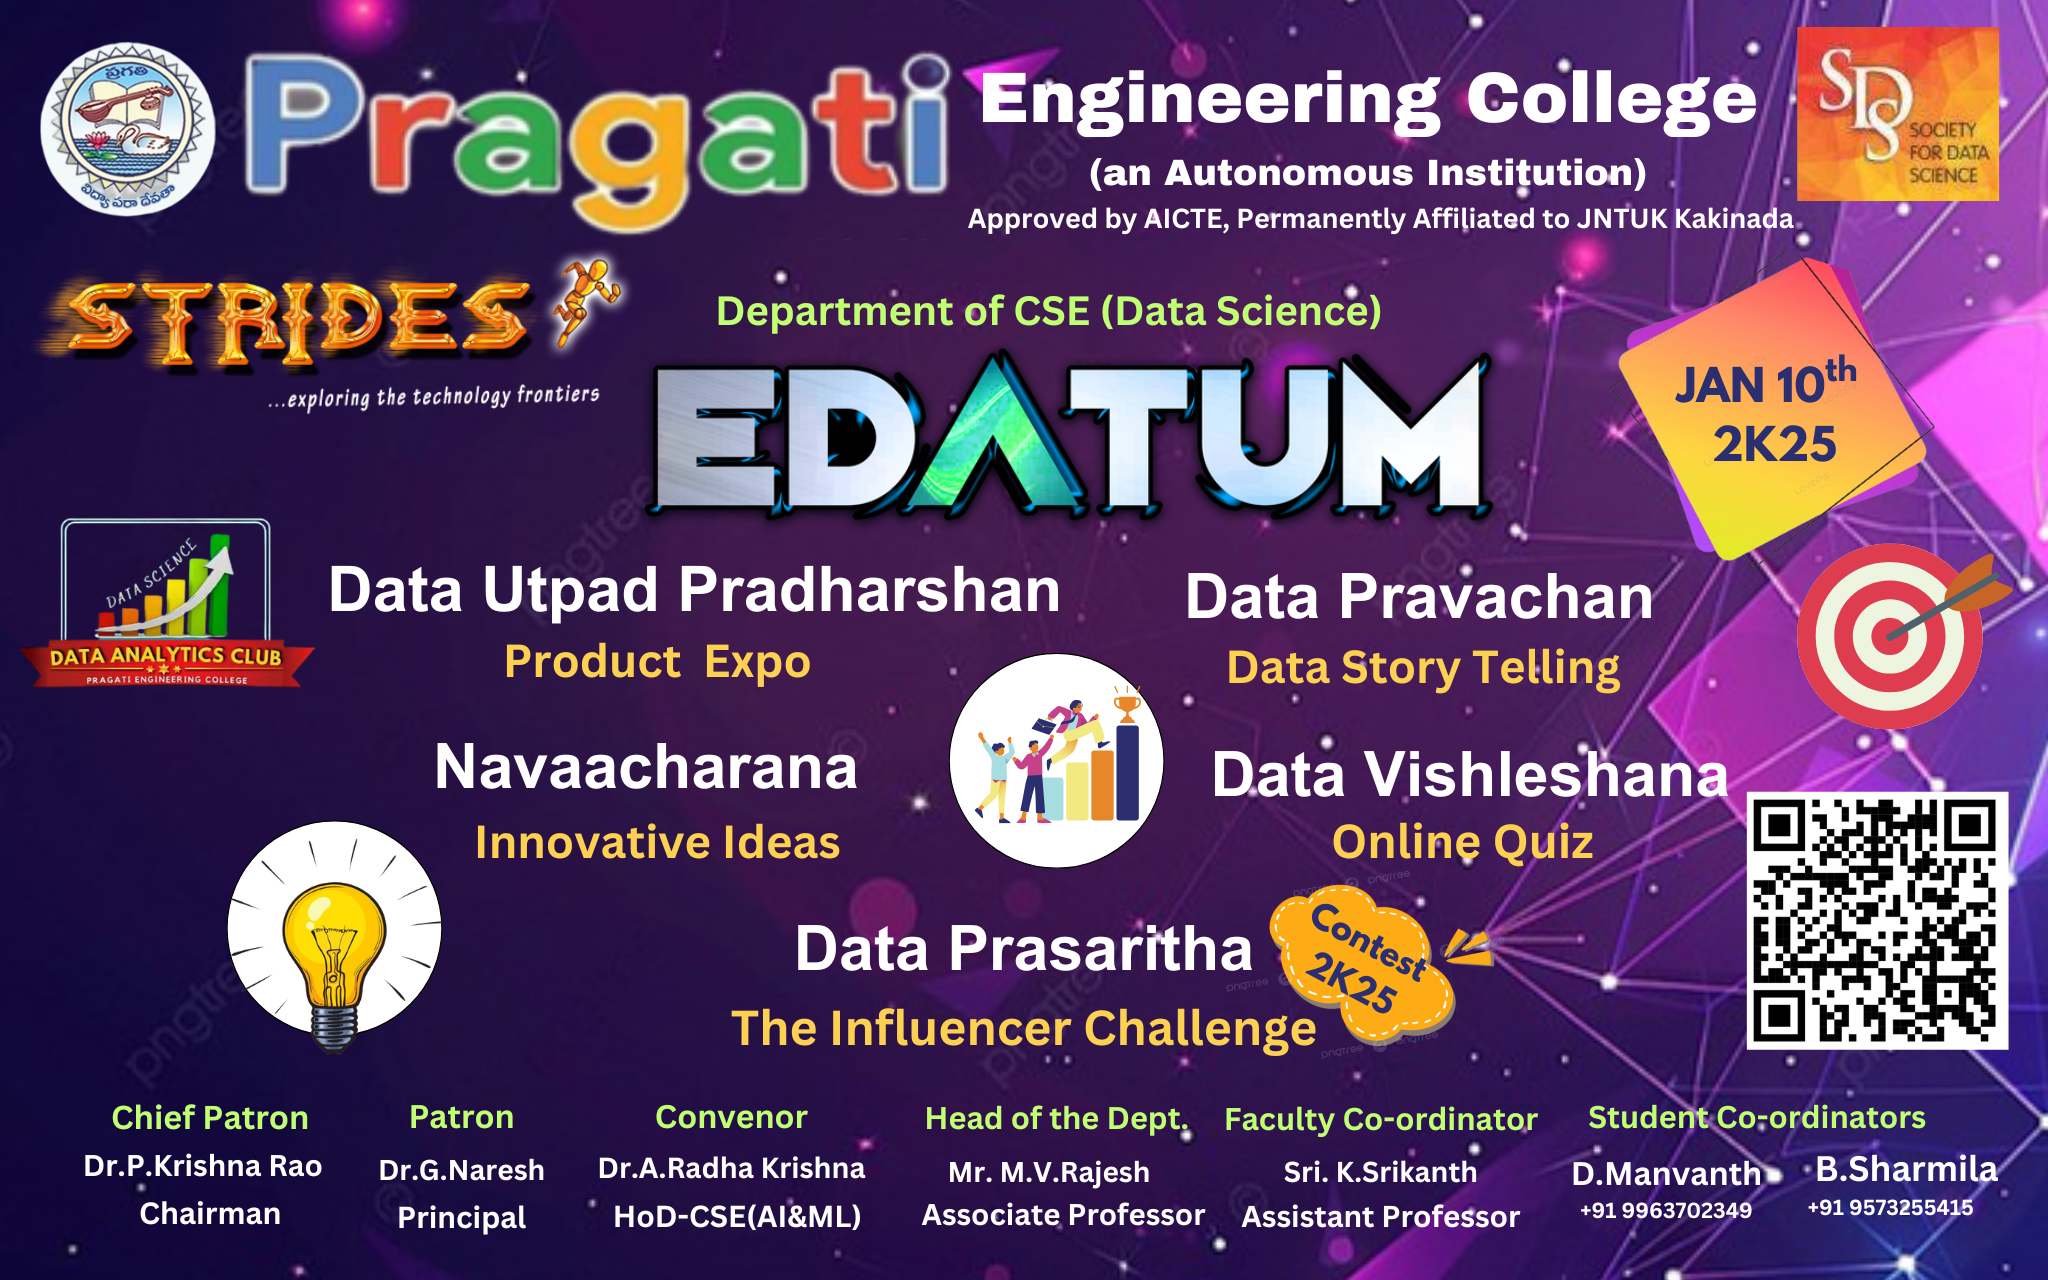 ప్రగతి
విద్యా పరా దేవతా
Pragati
Engineering College
(an Autonomous Institution)
Approved by AICTE, Permanently Affiliated to JNTUK Kakinada
SDS
SOCIETY
FOR DATA
SCIENCE
STRIDES
...exploring the technology frontiers
Department of CSE (Data Science)
EDATUM
JAN 10th
2K25
DATA SCIENCE
DATA ANALYTICS CLUB
PRAGATI ENGINEERING COLLEGE
Data Utpad Pradharshan
Product Expo
Data Pravachan
Data Story Telling
Navaacharana
Innovative Ideas
Data Vishleshana
Online Quiz
Data Prasaritha
The Influencer Challenge
Contest
2K25
Chief Patron
Dr.P.Krishna Rao
Chairman
Patron
Dr.G.Naresh
Principal
Convenor
Dr.A.Radha Krishna
HoD-CSE(AI&ML)
Head of the Dept.
Mr. M.V.Rajesh
Associate Professor
Faculty Co-ordinator
Sri. K.Srikanth
Assistant Professor
Student Co-ordinators
D.Manvanth
+91 9963702349
B.Sharmila
+91 9573255415
pngtree